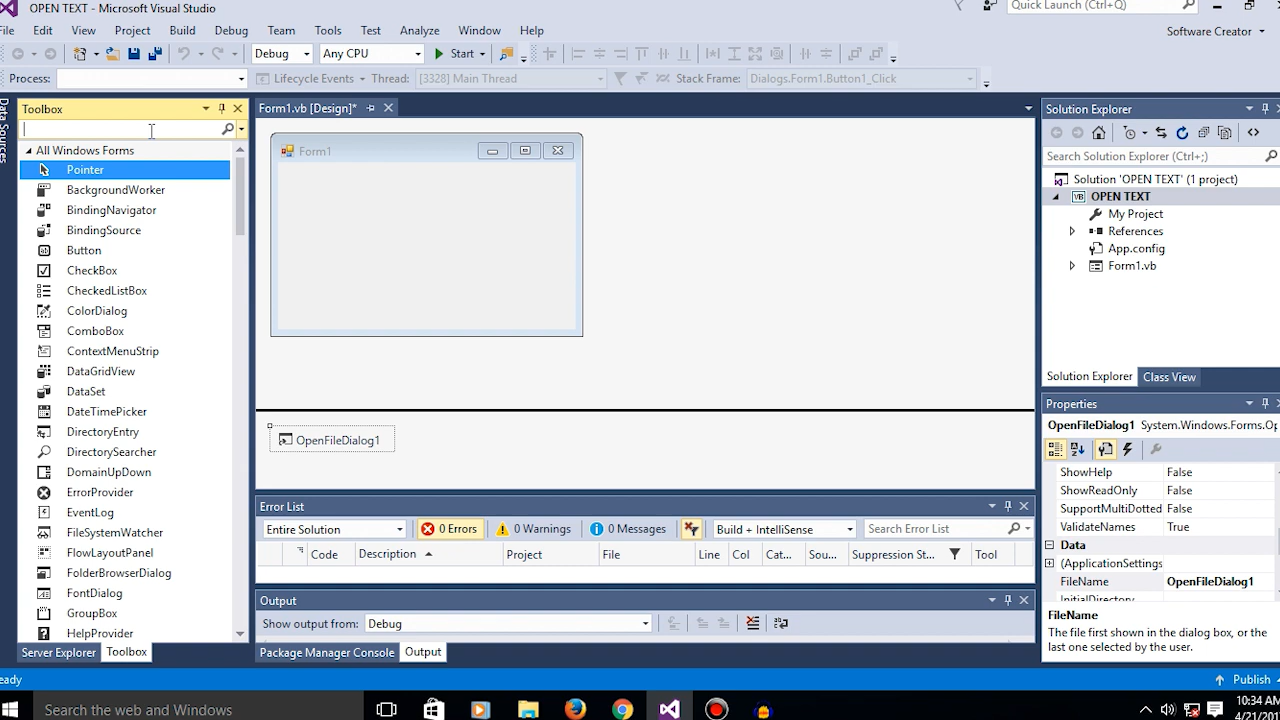 OPEN TEXT - Microsoft Visual Studio
Quick Launch (Ctrl+Q)
File Edit View Project Build Debug Team Tools Test Analyze Window Help
Software Creator
Debug Any CPU Start
Process: Lifecycle Events Thread: [3328] Main Thread Stack Frame: Dialogs.Form1.Button1_Click
Data Sources
Toolbox
All Windows Forms
Pointer
BackgroundWorker
BindingNavigator
BindingSource
Button
CheckBox
CheckedListBox
ColorDialog
ComboBox
ContextMenuStrip
DataGridView
DataSet
DateTimePicker
DirectoryEntry
DirectorySearcher
DomainUpDown
ErrorProvider
EventLog
FileSystemWatcher
FlowLayoutPanel
FolderBrowserDialog
FontDialog
GroupBox
HelpProvider
Server Explorer Toolbox
Form1.vb [Design]*
Form1
OpenFileDialog1
Error List
Entire Solution 0 Errors 0 Warnings 0 Messages Build + IntelliSense Search Error List
Code Description Project File Line Col Cat... Sou... Suppression St... Tool
Output
Show output from: Debug
Package Manager Console Output
Solution Explorer
Search Solution Explorer (Ctrl+;)
Solution 'OPEN TEXT' (1 project)
VB OPEN TEXT
My Project
References
App.config
Form1.vb
Solution Explorer Class View
Properties
OpenFileDialog1 System.Windows.Forms.Op
ShowHelp False
ShowReadOnly False
SupportMultiDotted False
ValidateNames True
Data
(ApplicationSettings
FileName OpenFileDialog1
InitialDirectory
FileName
The file first shown in the dialog box, or the
last one selected by the user.
eady
Publish
Search the web and Windows
10:34 AM
4/21/201